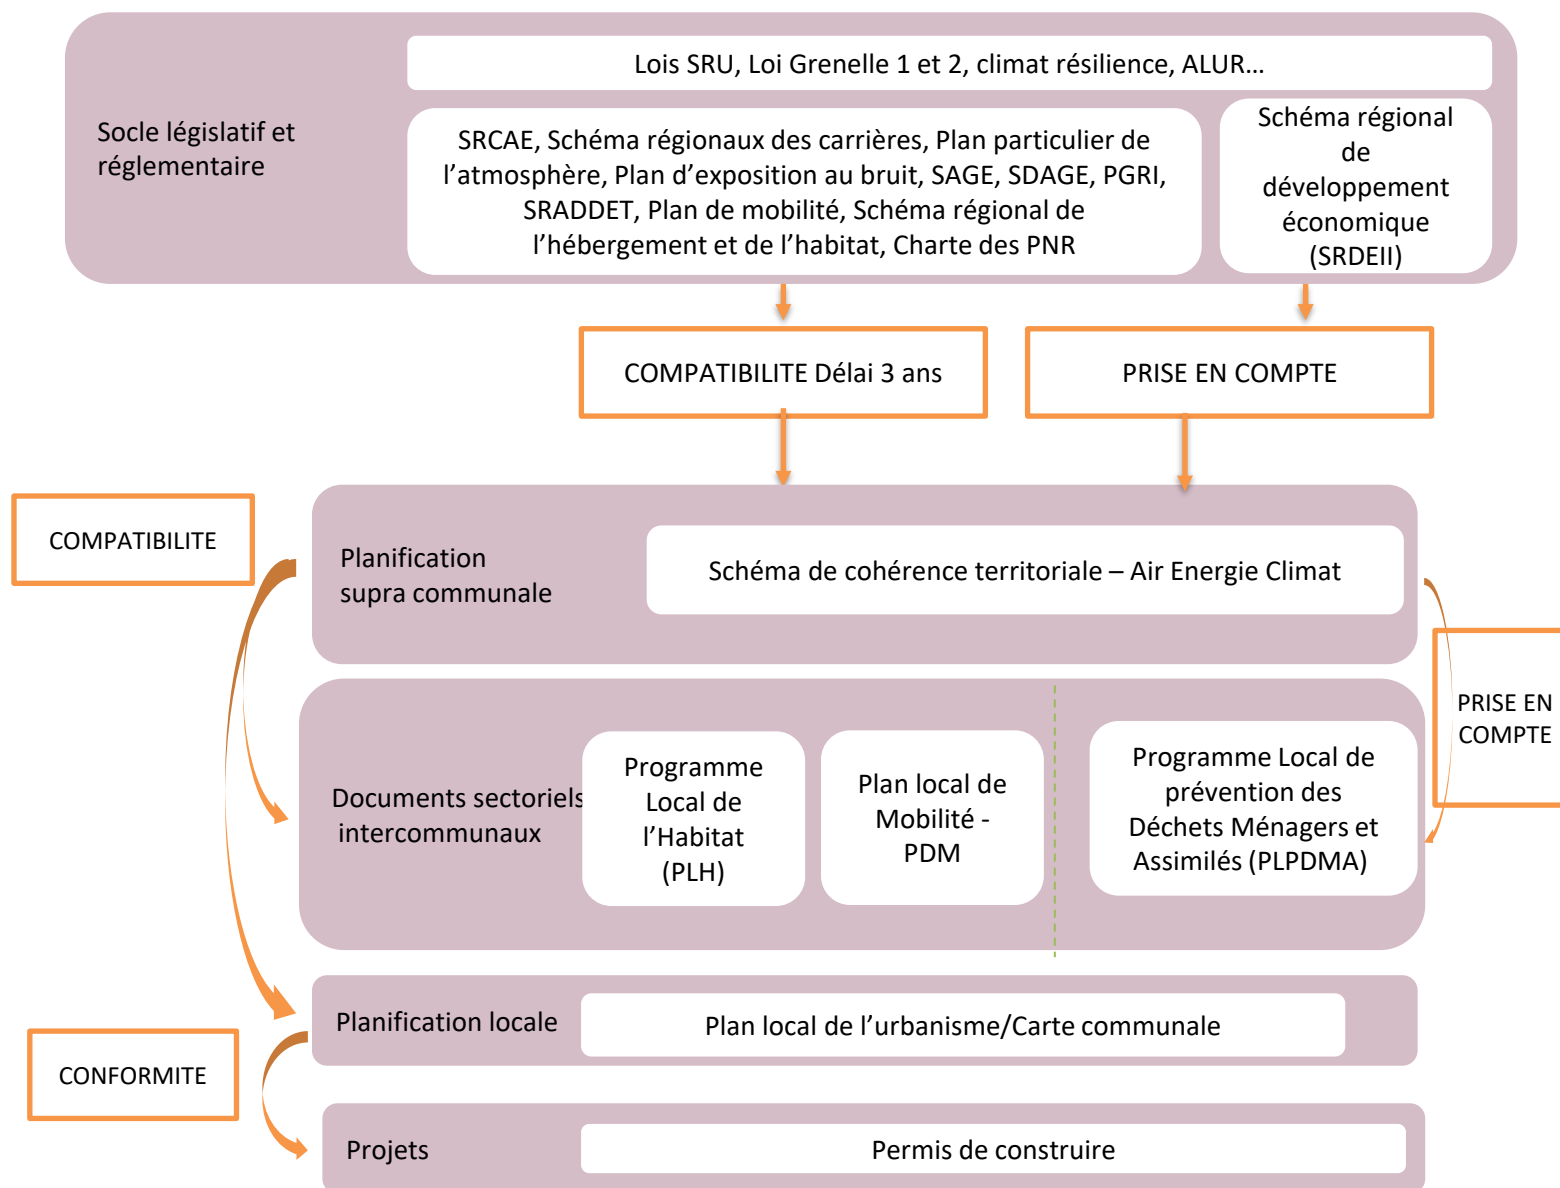 Lois SRU, Loi Grenelle 1 et 2, climat résilience, ALUR…
Socle législatif et
réglementaire
SRCAE, Schéma régionaux des carrières, Plan particulier de
l’atmosphère, Plan d’exposition au bruit, SAGE, SDAGE, PGRI,
SRADDET, Plan de mobilité, Schéma régional de
l’hébergement et de l’habitat, Charte des PNR
Schéma régional
de
développement
économique
(SRDEII)
COMPATIBILITE Délai 3 ans
PRISE EN COMPTE
COMPATIBILITE
Planification
supra communale
Schéma de cohérence territoriale – Air Energie Climat
PRISE EN
COMPTE
Documents sectoriels
intercommunaux
Programme
Local de
l’Habitat
(PLH)
Plan local de
Mobilité -
PDM
Programme Local de
prévention des
Déchets Ménagers et
Assimilés (PLPDMA)
Planification locale
Plan local de l’urbanisme/Carte communale
CONFORMITE
Projets
Permis de construire